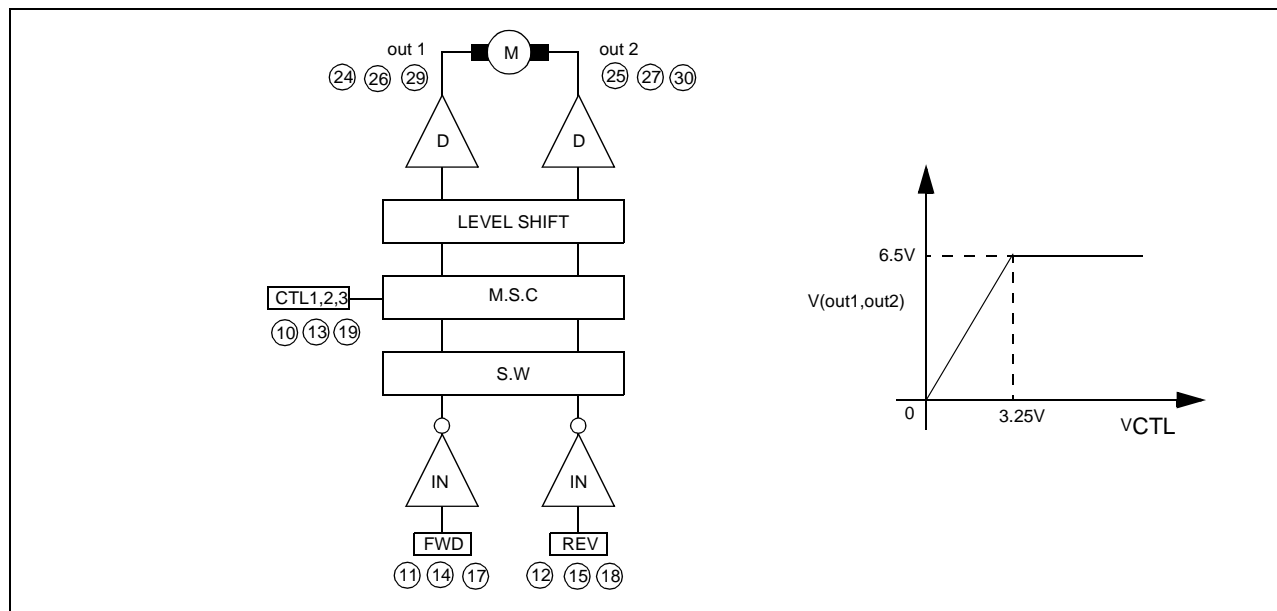 out 1
M
out 2
24 26 29
25 27 30
D
D
LEVEL SHIFT
CTL1,2,3
M.S.C
10 13 19
S.W
IN
IN
FWD
REV
11 14 17
12 15 18
6.5V
V(out1,out2)
0
3.25V
VCTL